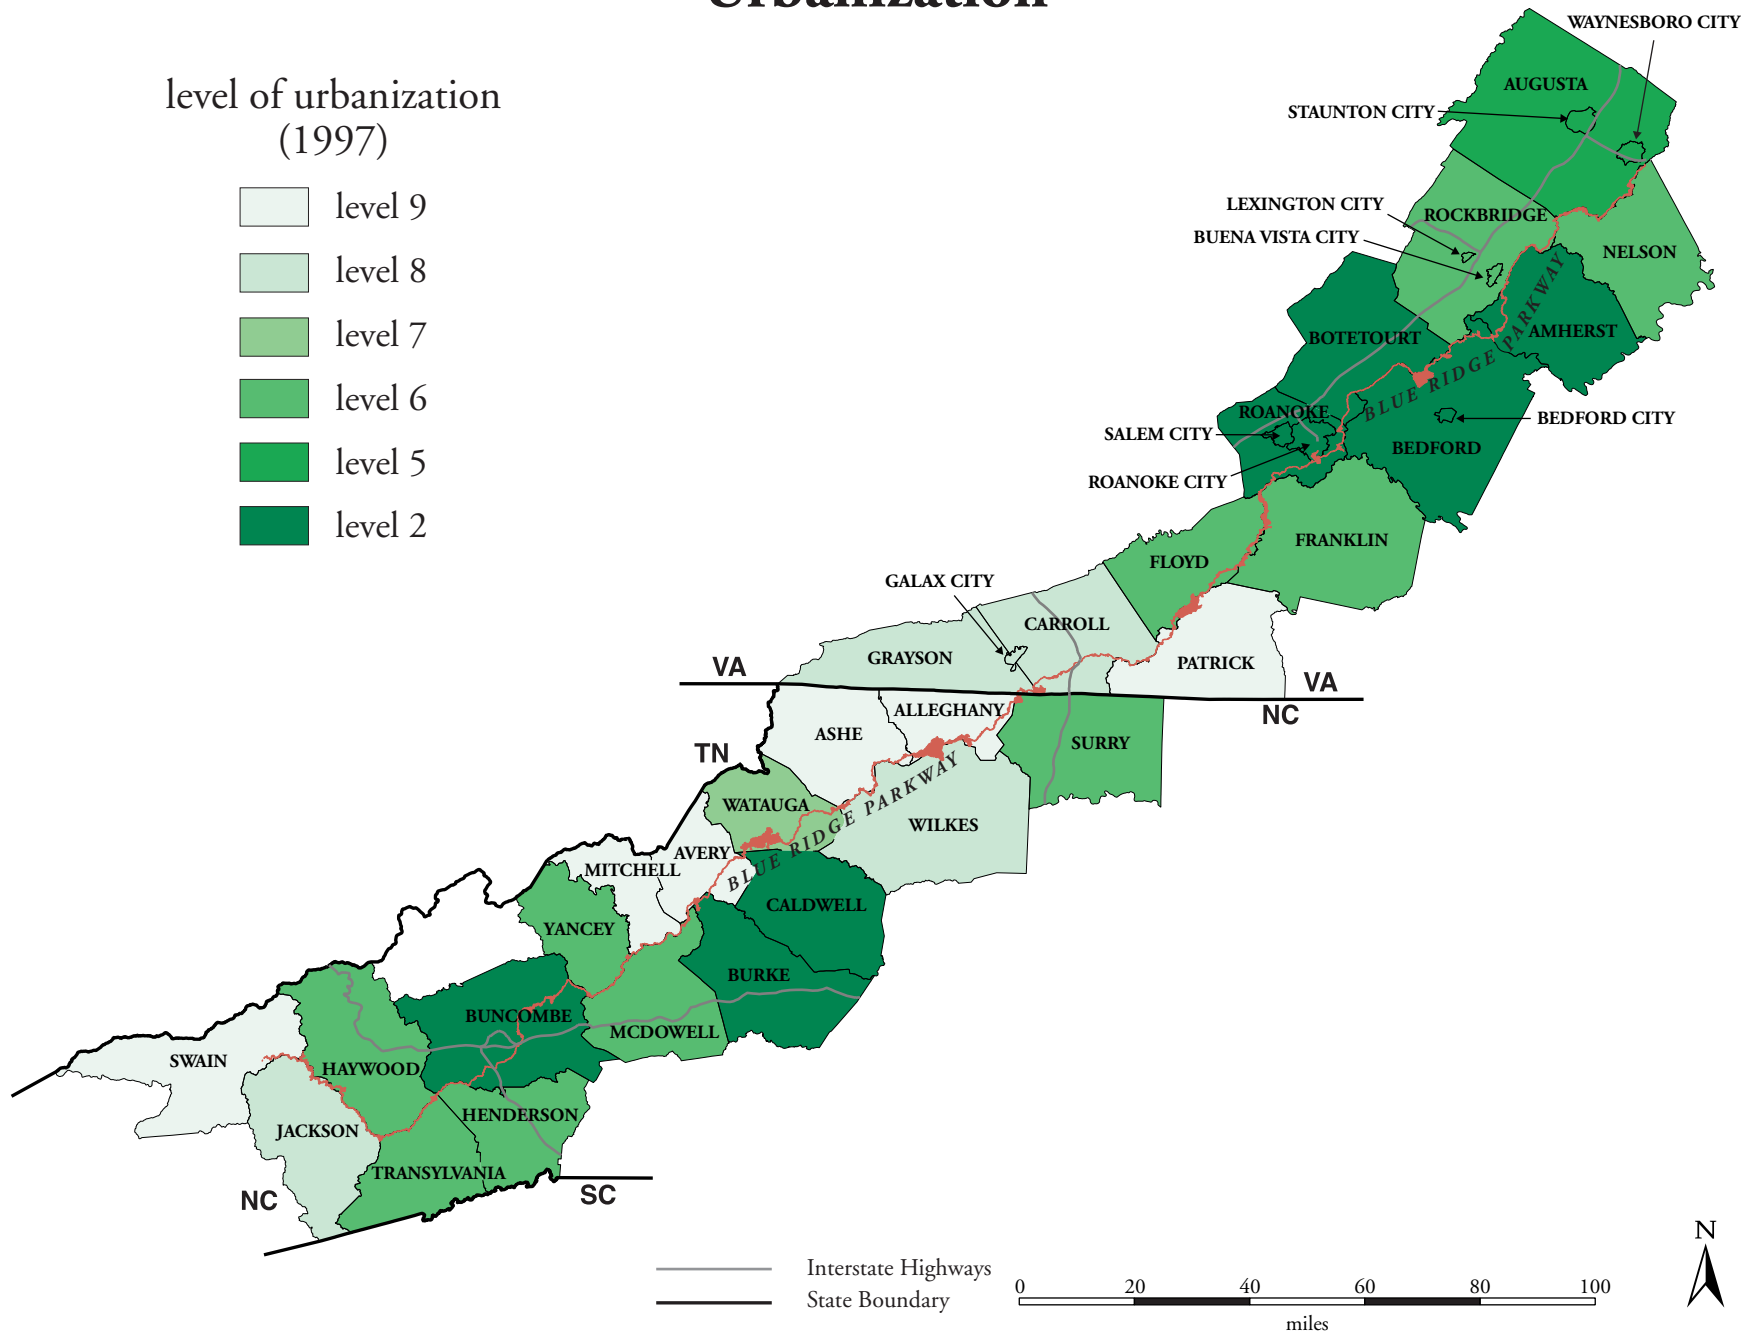 Urbanization
level of urbanization
(1997)
level 9
level 8
level 7
level 6
level 5
level 2
WAYNESBORO CITY
AUGUSTA
STAUNTON CITY
LEXINGTON CITY
ROCKBRIDGE
BUENA VISTA CITY
NELSON
BLUE RIDGE PARKWAY
AMHERST
BOTETOURT
ROANOKE
SALEM CITY
BEDFORD CITY
BEDFORD
ROANOKE CITY
FRANKLIN
FLOYD
GALAX CITY
CARROLL
GRAYSON
PATRICK
VA
VA
NC
ALLEGHANY
ASHE
SURRY
TN
WATAUGA
BLUE RIDGE PARKWAY
WILKES
AVERY
MITCHELL
CALDWELL
YANCEY
BURKE
BUNCOMBE
MCDOWELL
SWAIN
HAYWOOD
HENDERSON
JACKSON
TRANSYLVANIA
NC
SC
N
Interstate Highways
State Boundary
0 20 40 60 80 100
miles